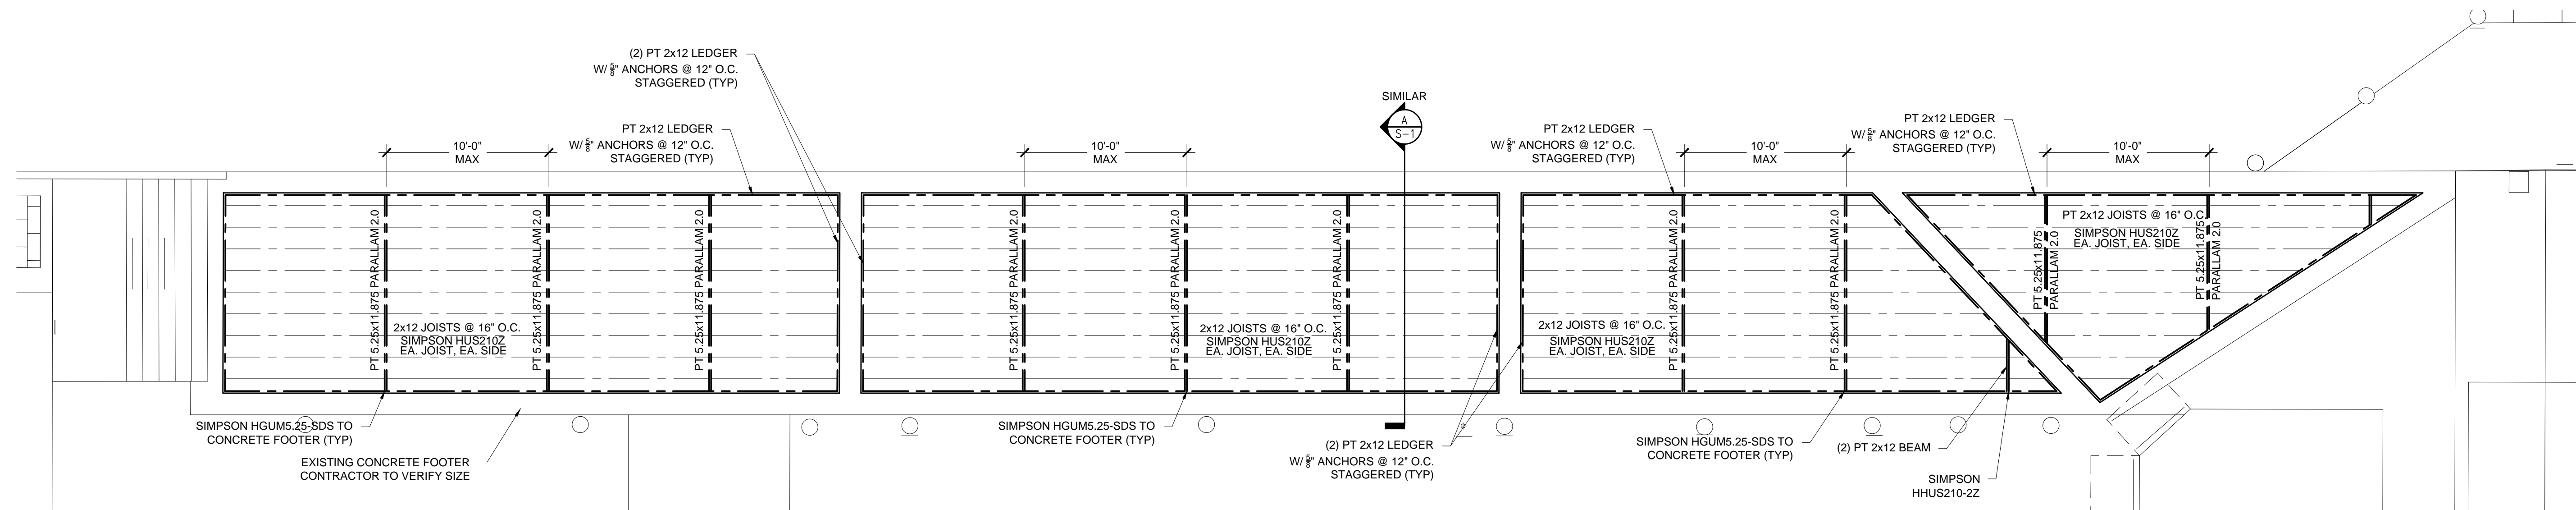 (2) PT 2x12 LEDGER
W/ 5/8" ANCHORS @ 12" O.C.
STAGGERED (TYP)
PT 2x12 LEDGER
W/ 5/8" ANCHORS @ 12" O.C.
STAGGERED (TYP)
10'-0"
MAX
10'-0"
MAX
SIMILAR
A
S-1
PT 2x12 LEDGER
W/ 5/8" ANCHORS @ 12" O.C.
STAGGERED (TYP)
10'-0"
MAX
PT 2x12 LEDGER
W/ 5/8" ANCHORS @ 12" O.C.
STAGGERED (TYP)
10'-0"
MAX
PT 5.25x11.875 PARALLAM 2.0
PT 5.25x11.875 PARALLAM 2.0
PT 5.25x11.875 PARALLAM 2.0
2x12 JOISTS @ 16" O.C.
SIMPSON HUS210Z
EA. JOIST, EA. SIDE
PT 5.25x11.875 PARALLAM 2.0
PT 5.25x11.875 PARALLAM 2.0
PT 5.25x11.875 PARALLAM 2.0
2x12 JOISTS @ 16" O.C.
SIMPSON HUS210Z
EA. JOIST, EA. SIDE
PT 5.25x11.875 PARALLAM 2.0
PT 5.25x11.875 PARALLAM 2.0
2x12 JOISTS @ 16" O.C.
SIMPSON HUS210Z
EA. JOIST, EA. SIDE
PT 2x12 JOISTS @ 16" O.C.
SIMPSON HUS210Z
EA. JOIST, EA. SIDE
PT 5.25x11.875
PARALLAM 2.0
PT 5.25x11.875
PARALLAM 2.0
SIMPSON HGUM5.25-SDS TO
CONCRETE FOOTER (TYP)
EXISTING CONCRETE FOOTER
CONTRACTOR TO VERIFY SIZE
SIMPSON HGUM5.25-SDS TO
CONCRETE FOOTER (TYP)
(2) PT 2x12 LEDGER
W/ 5/8" ANCHORS @ 12" O.C.
STAGGERED (TYP)
SIMPSON HGUM5.25-SDS TO
CONCRETE FOOTER (TYP)
(2) PT 2x12 BEAM
SIMPSON
HHUS210-2Z